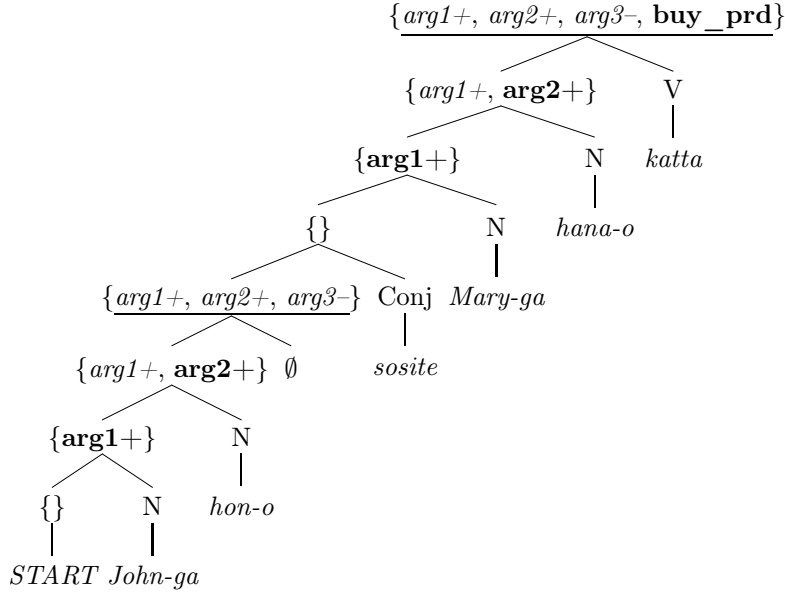 {arg1+, arg2+, arg3–, buy_prd}
{arg1+, arg2+} V
{arg1+} N katta
{} N hana-o
{arg1+, arg2+, arg3–} Conj Mary-ga
{arg1+, arg2+} ∅ sosite
{arg1+} N
{} N hon-o
START John-ga